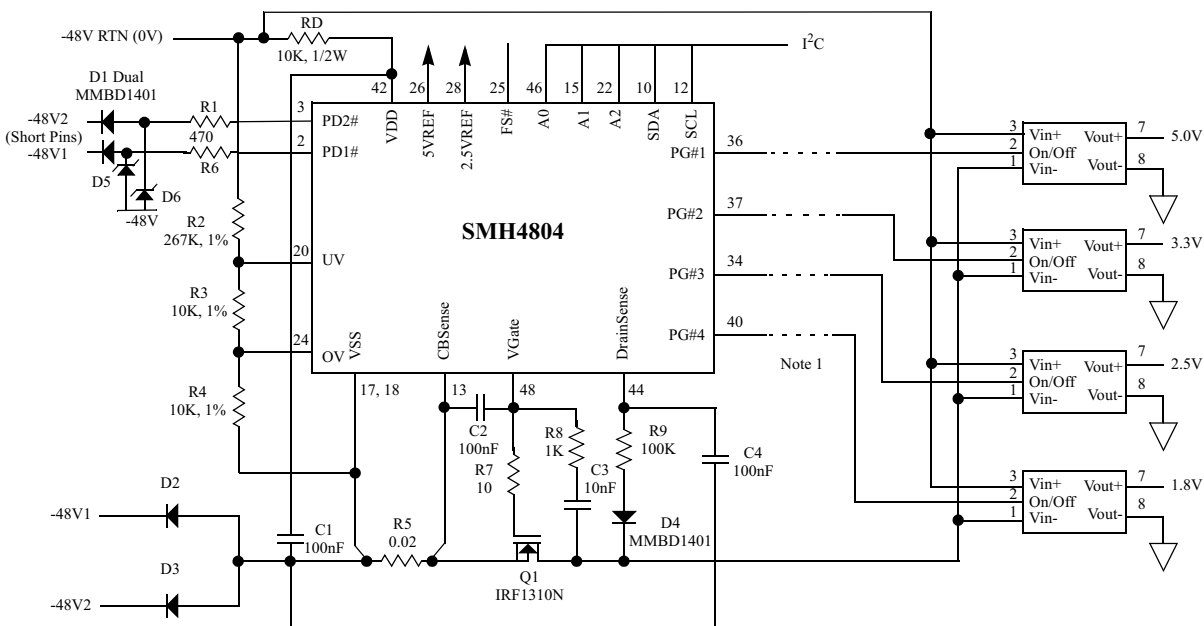 -48V RTN (0V)
RD
10K, 1/2W
I2C
D1 Dual
MMBD1401
-48V2
(Short Pins)
-48V1
R1
470
R6
D5
D6
-48V
3
2
42
26
28
25
46
15
22
10
12
PD2#
PD1#
VDD
5VREF
2.5VREF
FS#
A0
A1
A2
SDA
SCL
SMH4804
PG#1
36
PG#2
37
PG#3
34
PG#4
40
Note 1
R2
267K, 1%
20
UV
R3
10K, 1%
24
OV
R4
10K, 1%
VSS
CBSense
VGate
DrainSense
17, 18
13
48
44
C2
100nF
R7
10
R8
1K
C3
10nF
R9
100K
C4
100nF
D4
MMBD1401
D2
-48V1
D3
-48V2
C1
100nF
R5
0.02
Q1
IRF1310N
3
2
1
Vin+
On/Off
Vin-
Vout+
Vout-
7
8
5.0V
3
2
1
Vin+
On/Off
Vin-
Vout+
Vout-
7
8
3.3V
3
2
1
Vin+
On/Off
Vin-
Vout+
Vout-
7
8
2.5V
3
2
1
Vin+
On/Off
Vin-
Vout+
Vout-
7
8
1.8V